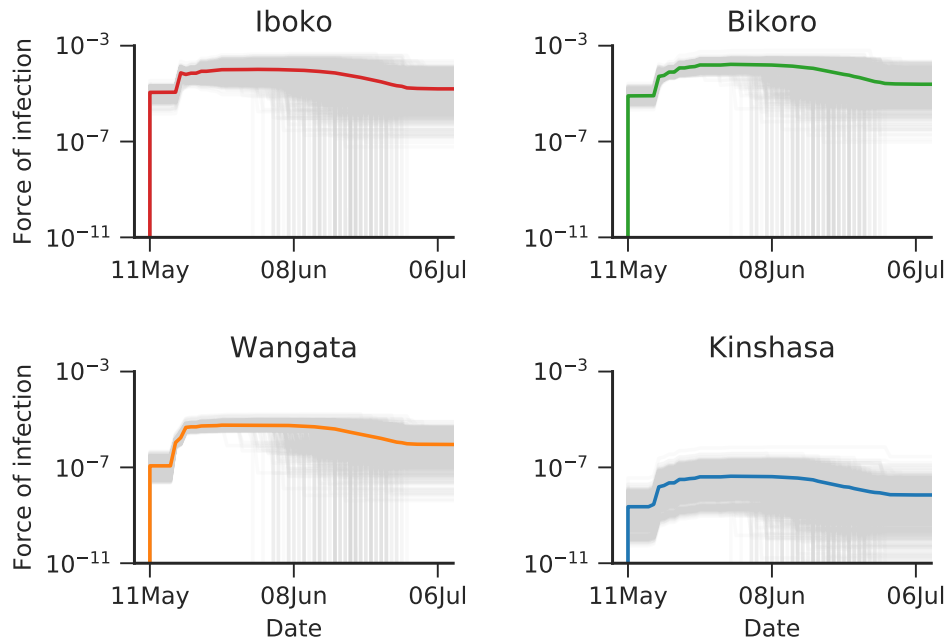 Iboko
Bikoro
Force of infection
10⁻³
10⁻⁷
10⁻¹¹
11May 08Jun 06Jul
10⁻³
10⁻⁷
10⁻¹¹
11May 08Jun 06Jul
Wangata
Kinshasa
Force of infection
10⁻³
10⁻⁷
10⁻¹¹
11May 08Jun 06Jul
Date
10⁻³
10⁻⁷
10⁻¹¹
11May 08Jun 06Jul
Date